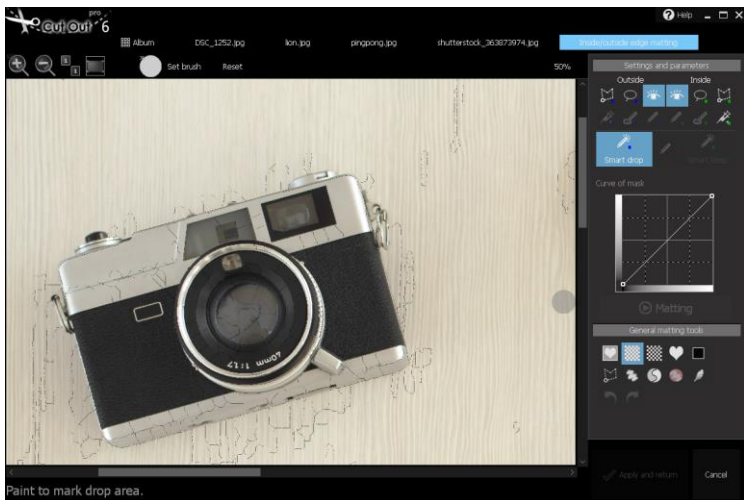 CutOut pro 6
Help
Album DSC_1252.jpg lion.jpg pingpong.jpg shutterstock_363873974.jpg Inside/outside edge matting
Set brush Reset 50%
Settings and parameters
Outside Inside
Smart drop Smart drop
Curve of mask
Matting
General matting tools
40mm 1:1.7
Apply and return Cancel
Paint to mark drop area.